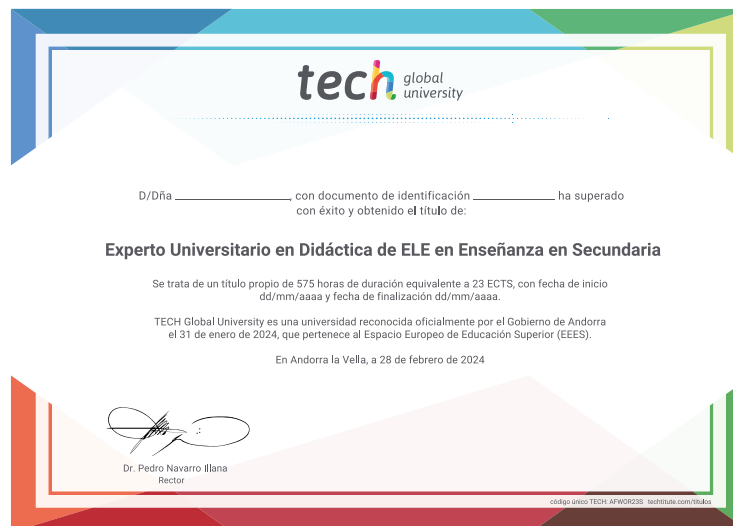 tech global
university
D/Dña ____________________, con documento de identificación ______________ ha superado
con éxito y obtenido el título de:
Experto Universitario en Didáctica de ELE en Enseñanza en Secundaria
Se trata de un título propio de 575 horas de duración equivalente a 23 ECTS, con fecha de inicio
dd/mm/aaaa y fecha de finalización dd/mm/aaaa.
TECH Global University es una universidad reconocida oficialmente por el Gobierno de Andorra
el 31 de enero de 2024, que pertenece al Espacio Europeo de Educación Superior (EEES).
En Andorra la Vella, a 28 de febrero de 2024
Dr. Pedro Navarro Illana
Rector
código único TECH: AFWOR23S techtitute.com/titulos